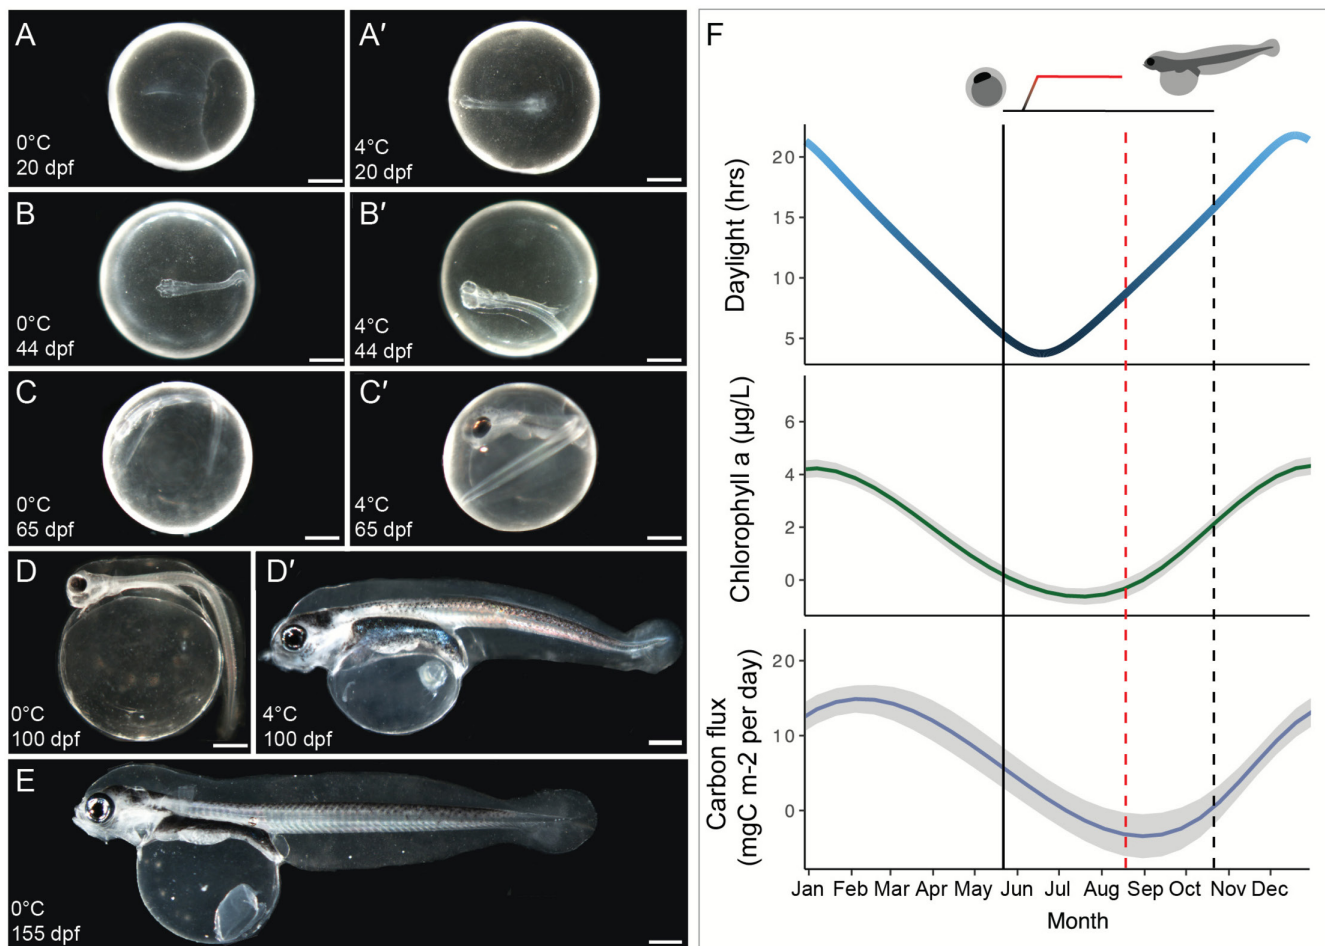 A
0°C
20 dpf
A′
4°C
20 dpf
B
0°C
44 dpf
B′
4°C
44 dpf
C
0°C
65 dpf
C′
4°C
65 dpf
D
0°C
100 dpf
D′
4°C
100 dpf
E
0°C
155 dpf
F
Daylight (hrs)
20
15
10
5
Chlorophyll a (µg/L)
6
4
2
0
Carbon flux
(mgC m-2 per day)
20
10
0
Jan Feb Mar Apr May Jun Jul Aug Sep Oct Nov Dec
Month